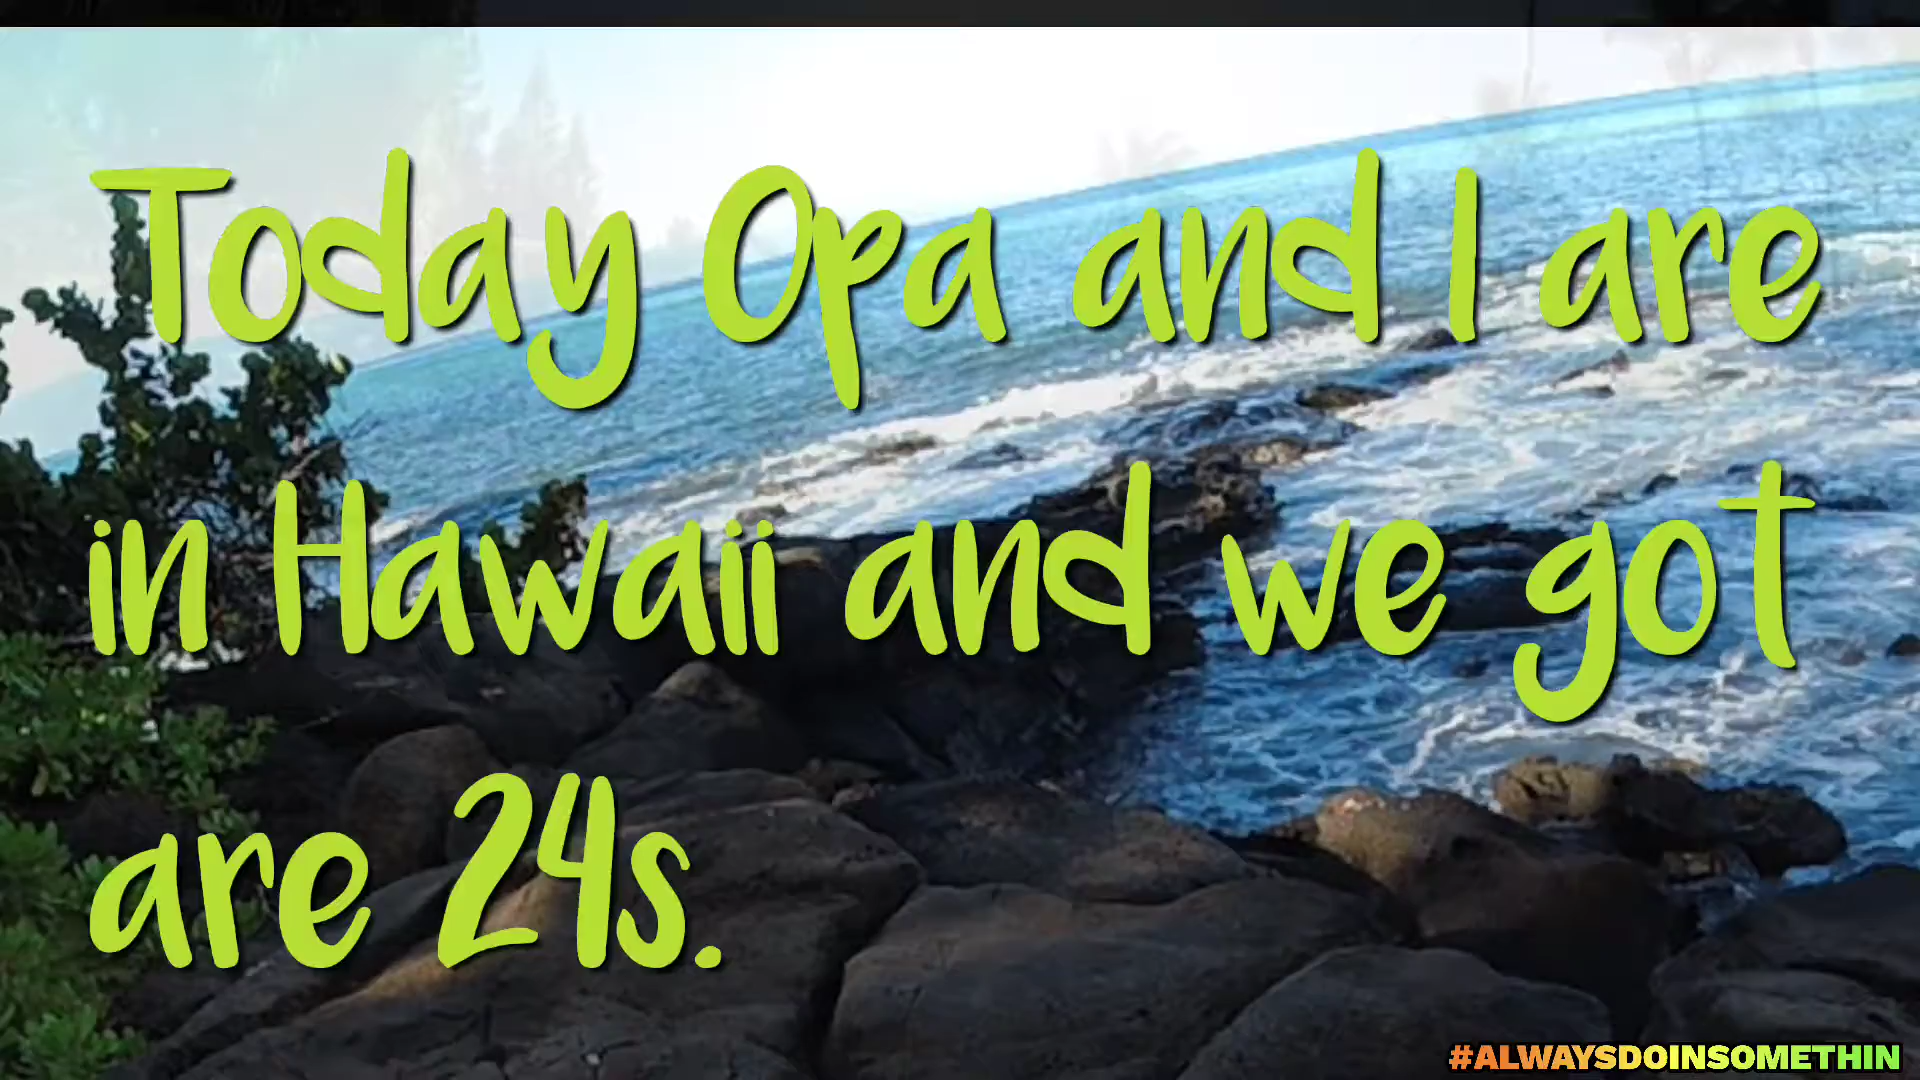 Today Opa and I are
in Hawaii and we got
are 24s.
#ALWAYSDOINSOMETHIN